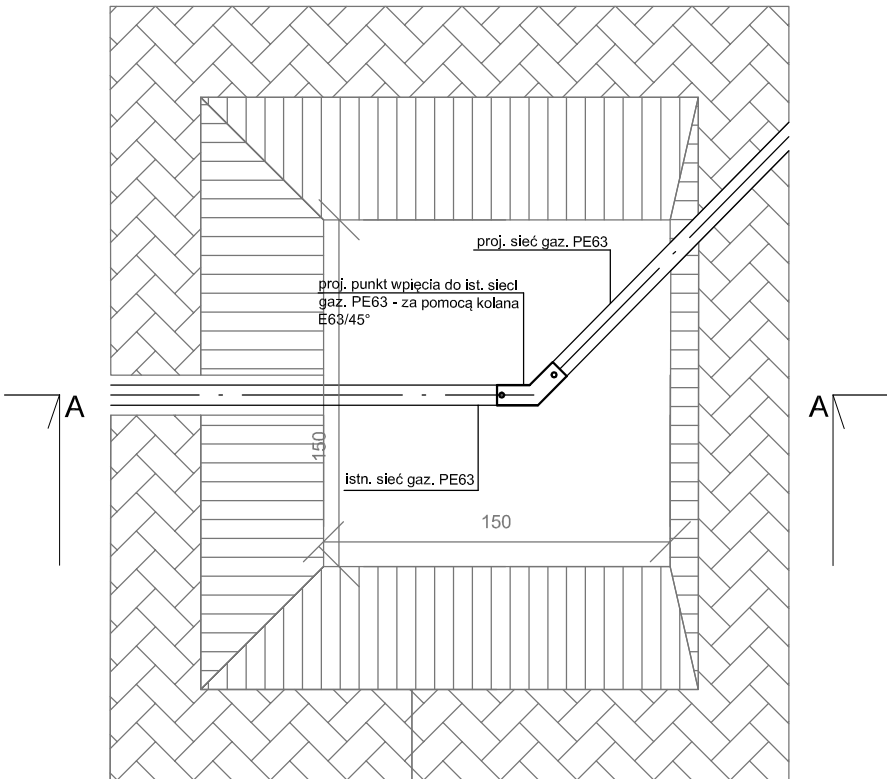 proj. sieć gaz. PE63
proj. punkt wpięcia do ist. sieci
gaz. PE63 - za pomocą kolana
E63/45°
A
A
150
istn. sieć gaz. PE63
150